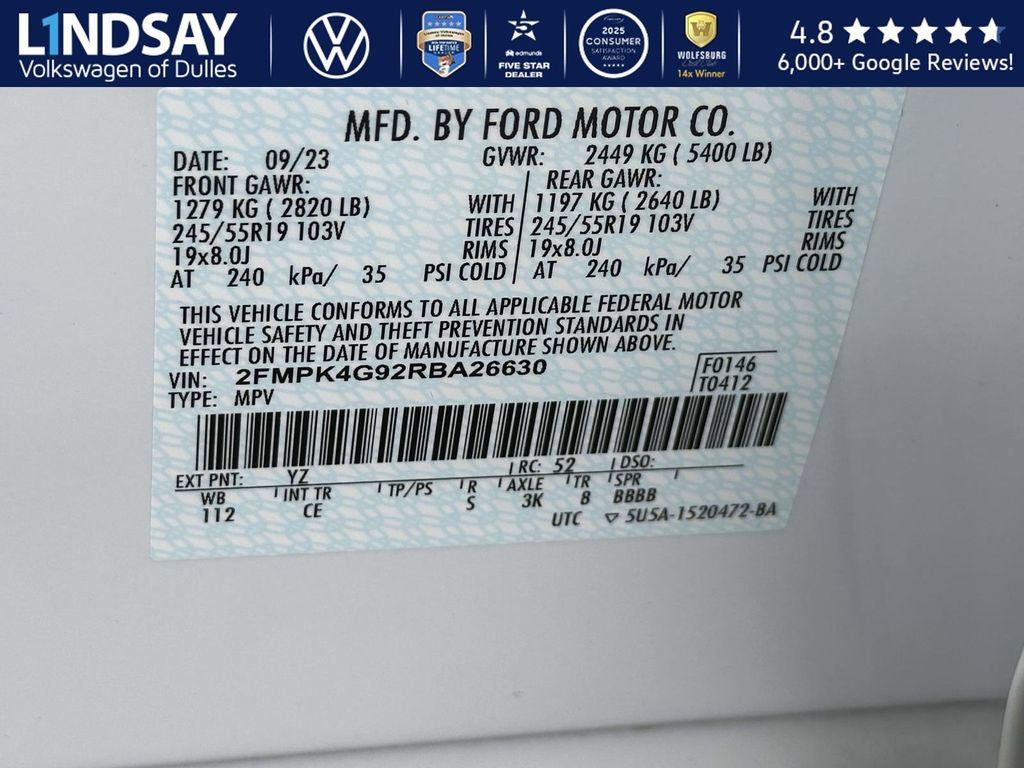 LINDSAY
Volkswagen of Dulles
LIFETIME
edmunds
FIVE STAR
DEALER
2025
CONSUMER
SATISFACTION
AWARD
WOLFSBURG
14x Winner
4.8
6,000+ Google Reviews!
MFD. BY FORD MOTOR CO.
DATE: 09/23 GVWR: 2449 KG ( 5400 LB)
FRONT GAWR: REAR GAWR:
1279 KG ( 2820 LB) WITH 1197 KG ( 2640 LB) WITH
245/55R19 103V TIRES 245/55R19 103V TIRES
19x8.0J RIMS 19x8.0J RIMS
AT 240 kPa/ 35 PSI COLD AT 240 kPa/ 35 PSI COLD
THIS VEHICLE CONFORMS TO ALL APPLICABLE FEDERAL MOTOR
VEHICLE SAFETY AND THEFT PREVENTION STANDARDS IN
EFFECT ON THE DATE OF MANUFACTURE SHOWN ABOVE.
VIN: 2FMPK4G92RBA26630 F0146
TYPE: MPV T0412
EXT PNT: YZ RC: 52 DSO:
WB INT TR TP/PS R AXLE TR SPR
112 CE S 3K 8 BBBB
UTC ▽ 5U5A-1520472-BA